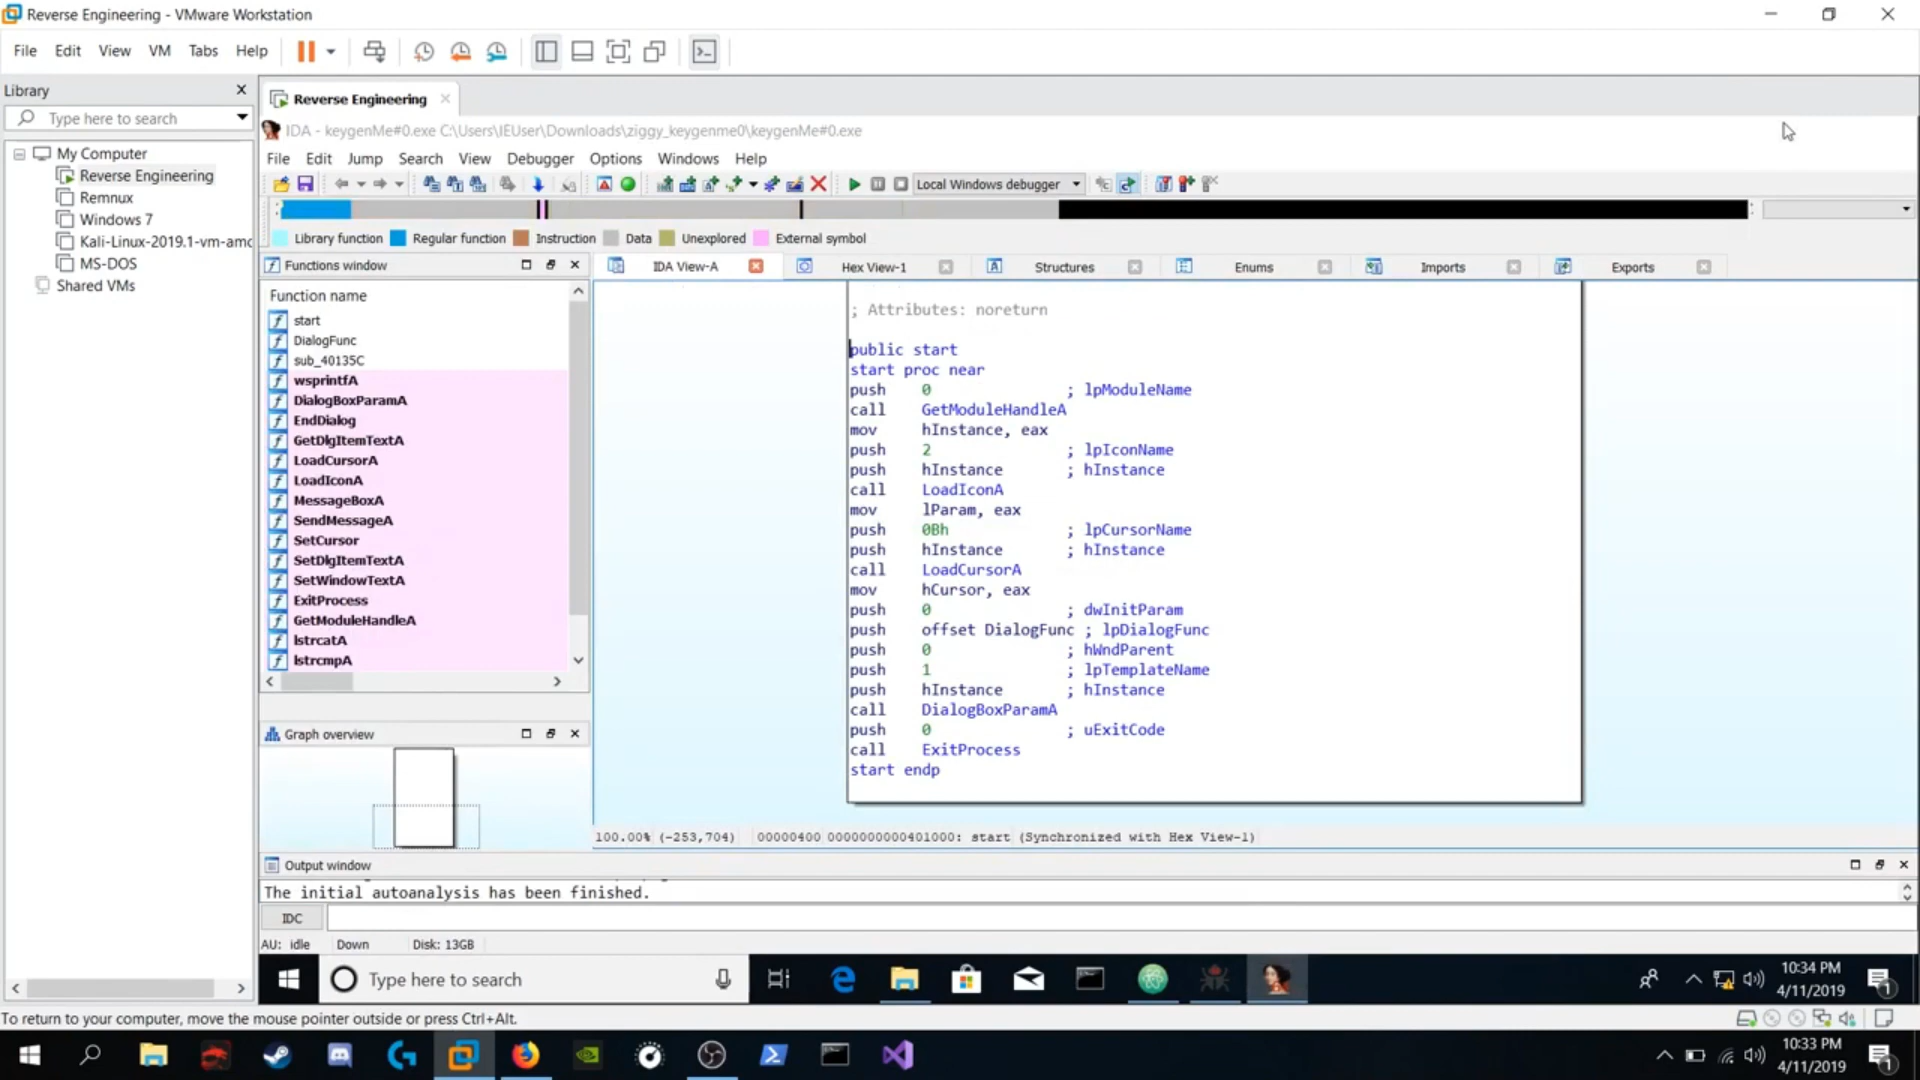 Reverse Engineering - VMware Workstation
File Edit View VM Tabs Help
Library
Type here to search
My Computer
Reverse Engineering
Remnux
Windows 7
Kali-Linux-2019.1-vm-amd
MS-DOS
Shared VMs
Reverse Engineering
IDA - keygenMe#0.exe C:\Users\IEUser\Downloads\ziggy_keygenme0\keygenMe#0.exe
File Edit Jump Search View Debugger Options Windows Help
Local Windows debugger
Library function Regular function Instruction Data Unexplored External symbol
Functions window
Function name
start
DialogFunc
sub_40135C
wsprintfA
DialogBoxParamA
EndDialog
GetDlgItemTextA
LoadCursorA
LoadIconA
MessageBoxA
SendMessageA
SetCursor
SetDlgItemTextA
SetWindowTextA
ExitProcess
GetModuleHandleA
lstrcatA
lstrcmpA
Graph overview
IDA View-A Hex View-1 Structures Enums Imports Exports
; Attributes: noreturn
public start
start proc near
push 0 ; lpModuleName
call GetModuleHandleA
mov hInstance, eax
push 2 ; lpIconName
push hInstance ; hInstance
call LoadIconA
mov lParam, eax
push 0Bh ; lpCursorName
push hInstance ; hInstance
call LoadCursorA
mov hCursor, eax
push 0 ; dwInitParam
push offset DialogFunc ; lpDialogFunc
push 0 ; hWndParent
push 1 ; lpTemplateName
push hInstance ; hInstance
call DialogBoxParamA
push 0 ; uExitCode
call ExitProcess
start endp
100.00% (-253,704) 00000400 0000000000401000: start (Synchronized with Hex View-1)
Output window
The initial autoanalysis has been finished.
IDC
AU: idle Down Disk: 13GB
Type here to search
10:34 PM
4/11/2019
1
To return to your computer, move the mouse pointer outside or press Ctrl+Alt.
10:33 PM
4/11/2019
1